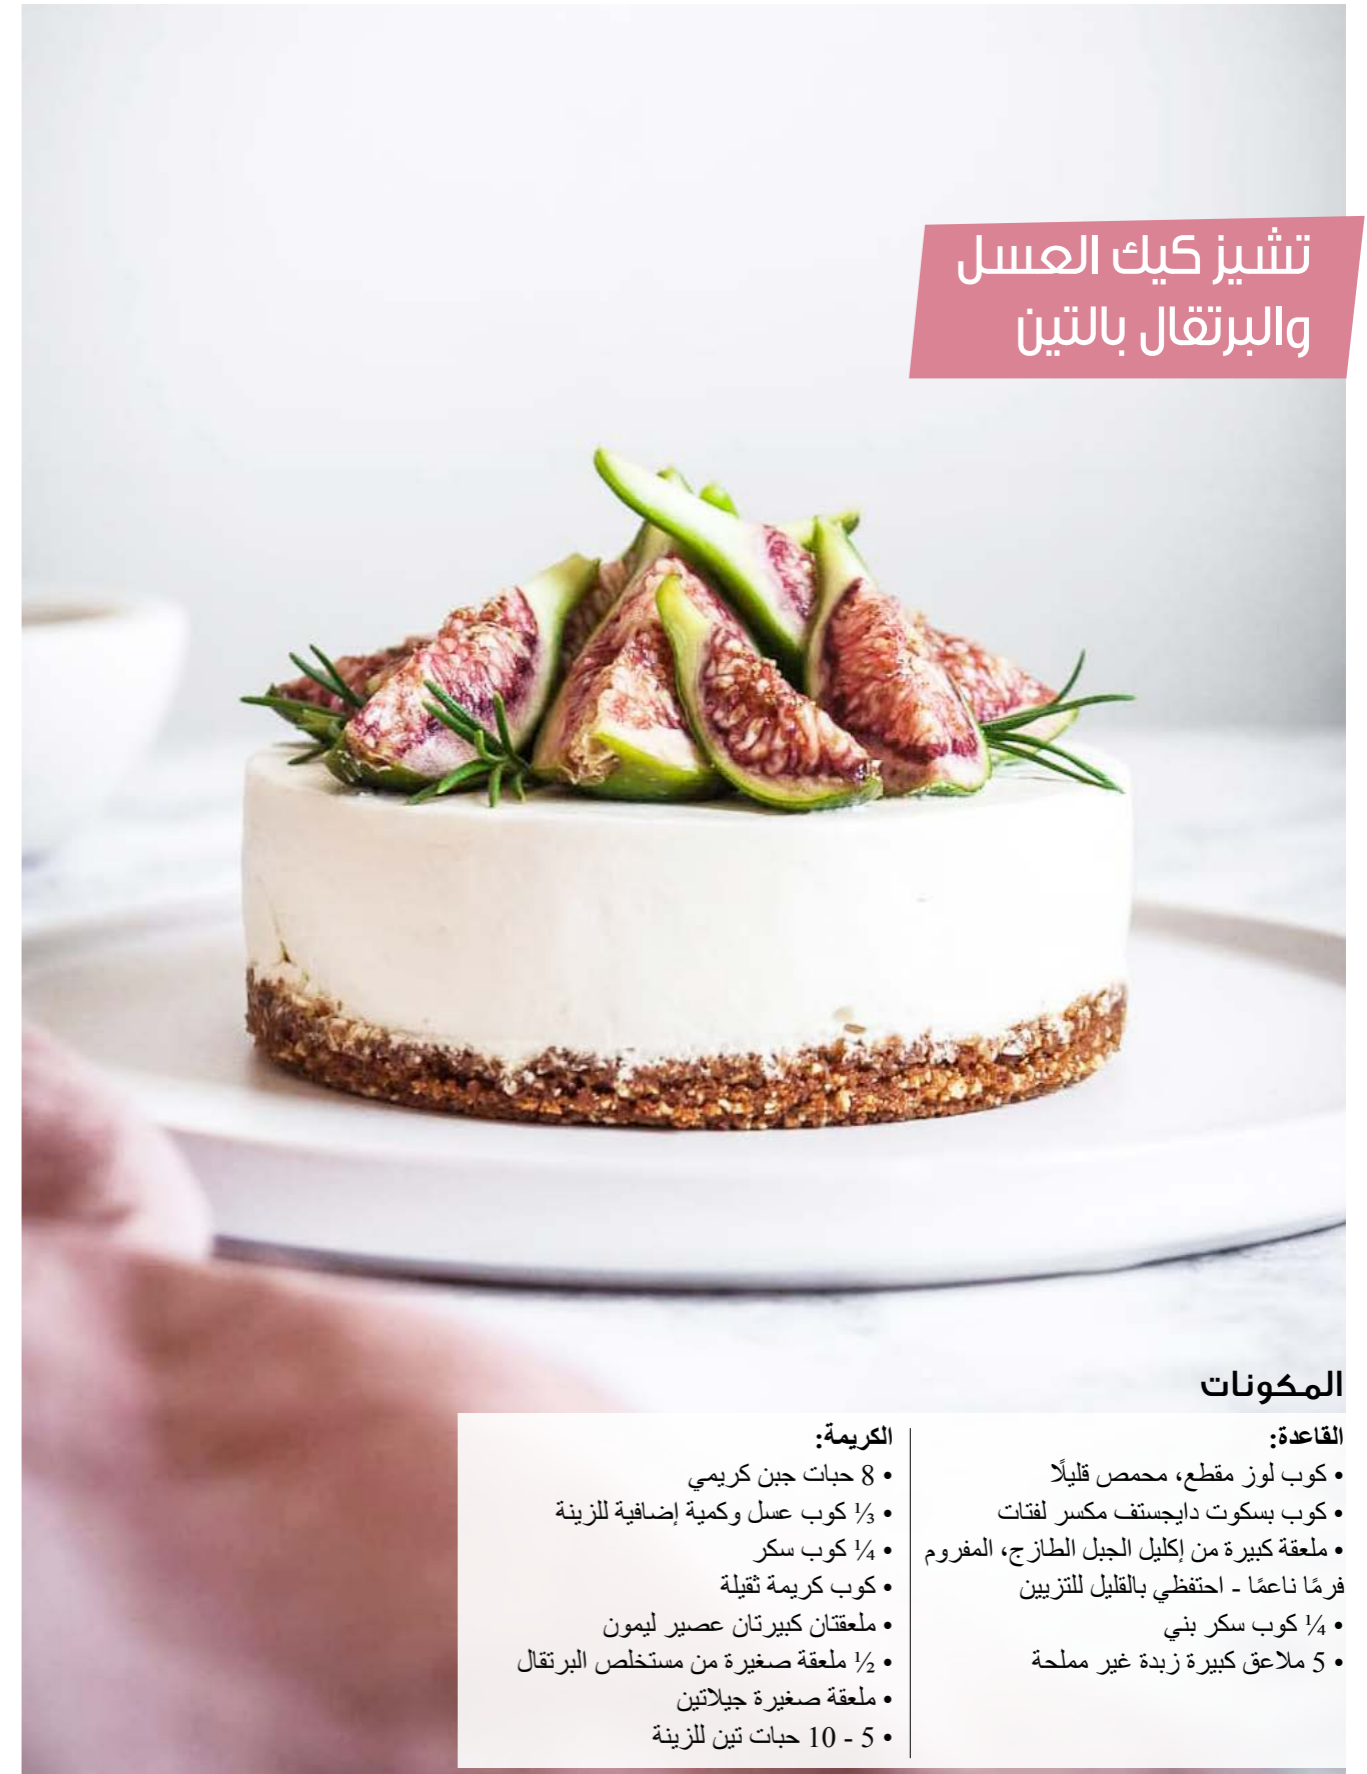 تشيز كيك العسل
والبرتقال بالتين
المكونات
القاعدة:
• كوب لوز مقطع، محمص قليلًا
• كوب بسكوت دايجستف مكسر لفتات
• ملعقة كبيرة من إكليل الجبل الطازج، المفروم
فرمًا ناعمًا - احتفظي بالقليل للتزيين
• ¼ كوب سكر بني
• 5 ملاعق كبيرة زبدة غير مملحة
الكريمة:
• 8 حبات جبن كريمي
• ⅓ كوب عسل وكمية إضافية للزينة
• ¼ كوب سكر
• كوب كريمة ثقيلة
• ملعقتان كبيرتان عصير ليمون
• ½ ملعقة صغيرة من مستخلص البرتقال
• ملعقة صغيرة جيلاتين
• 5 - 10 حبات تين للزينة